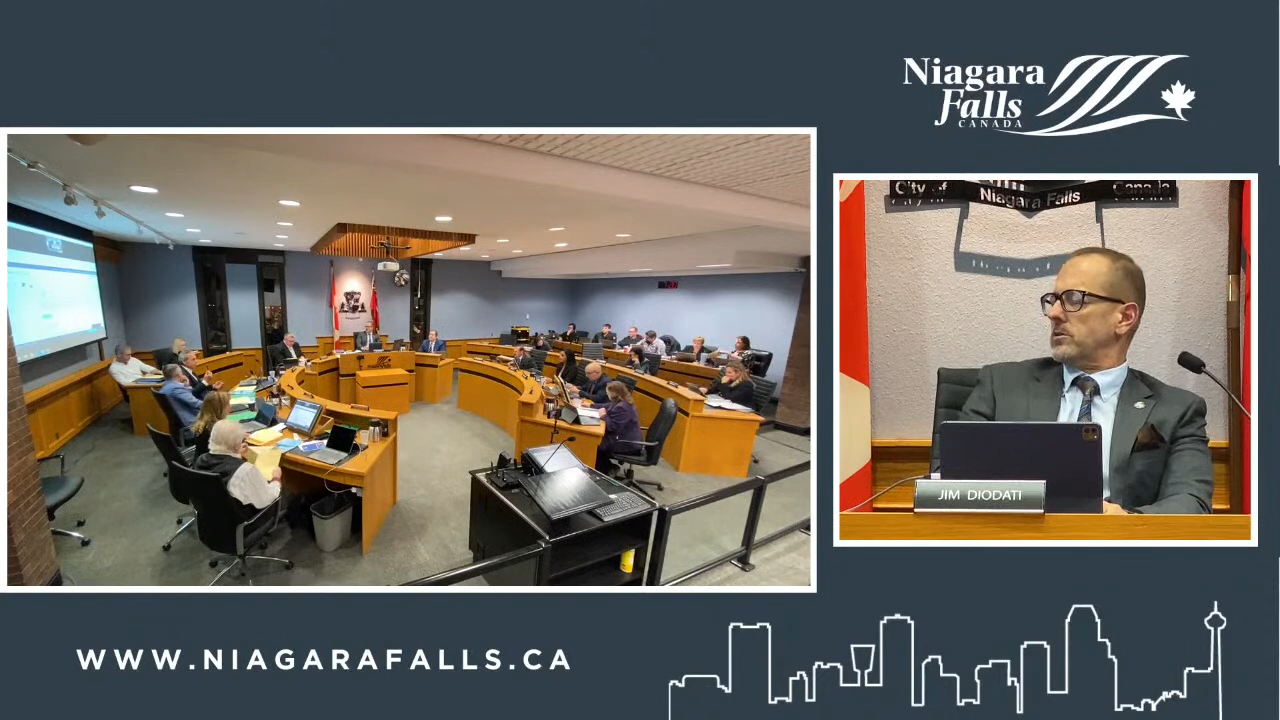 Niagara
Falls
CANADA
City of
Niagara Falls
Canada
JIM DIODATI
WWW.NIAGARAFALLS.CA